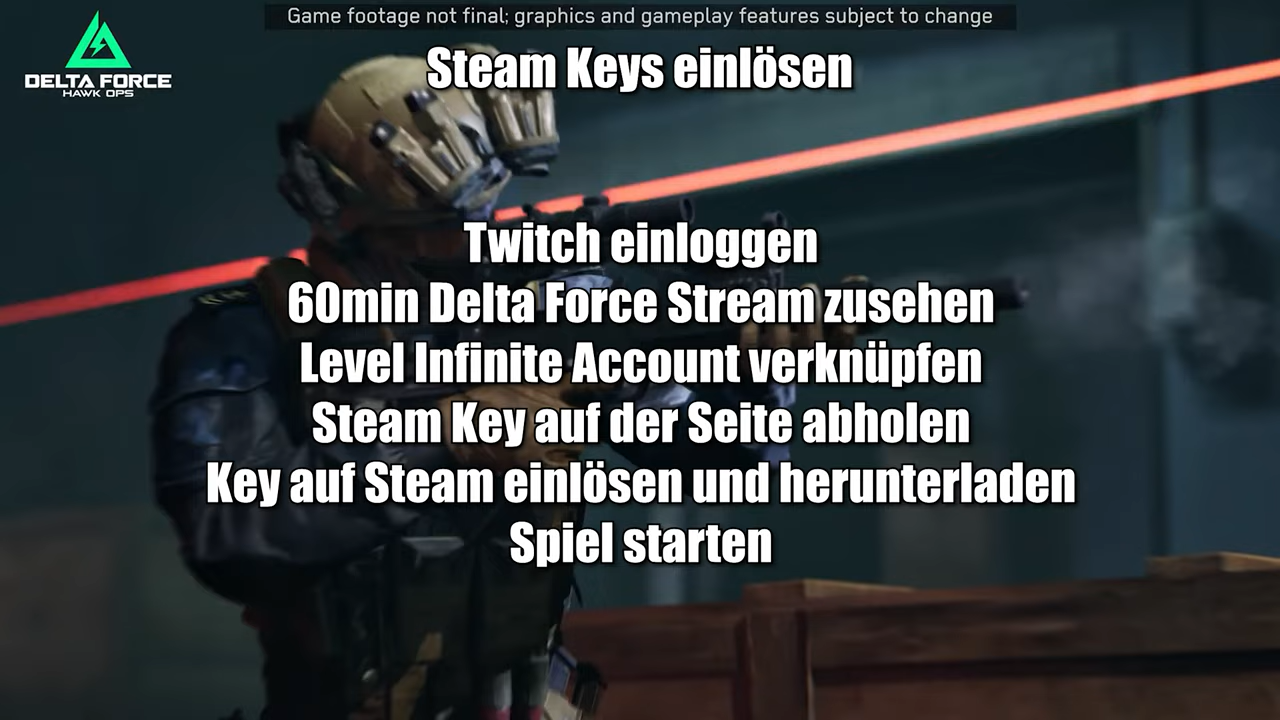 Game footage not final; graphics and gameplay features subject to change
DELTA FORCE
HAWK OPS
Steam Keys einlösen
Twitch einloggen
60min Delta Force Stream zusehen
Level Infinite Account verknüpfen
Steam Key auf der Seite abholen
Key auf Steam einlösen und herunterladen
Spiel starten